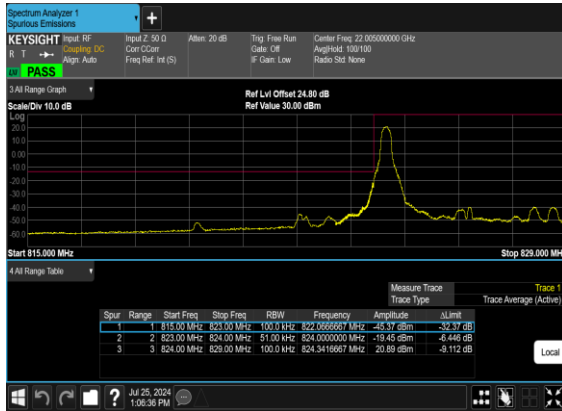 Spectrum Analyzer 1
Spurious Emissions
KEYSIGHT Input: RF Input Z: 50 Ω Atten: 20 dB Trig: Free Run Center Freq: 22.005000000 GHz
R T Coupling: DC Corr CCorr Gate: Off Avg|Hold: 100/100
Align: Auto Freq Ref: Int (S) IF Gain: Low Radio Std: None
PASS
3 All Range Graph
Ref Lvl Offset 24.80 dB
Scale/Div 10.0 dB Ref Value 30.00 dBm
Log
20.0
10.0
0.00
-10.0
-20.0
-30.0
-40.0
-50.0
-60.0
Start 815.000 MHz Stop 829.000 MHz
4 All Range Table
Measure Trace Trace 1
Trace Type Trace Average (Active)
Spur Range Start Freq Stop Freq RBW Frequency Amplitude ΔLimit
1 1 815.00 MHz 823.00 MHz 100.0 kHz 822.0666667 MHz -45.37 dBm -32.37 dB
2 2 823.00 MHz 824.00 MHz 51.00 kHz 824.0000000 MHz -19.45 dBm -6.446 dB
3 3 824.00 MHz 829.00 MHz 100.0 kHz 824.3416667 MHz 20.89 dBm -9.112 dB
Local
Jul 25, 2024
1:06:36 PM